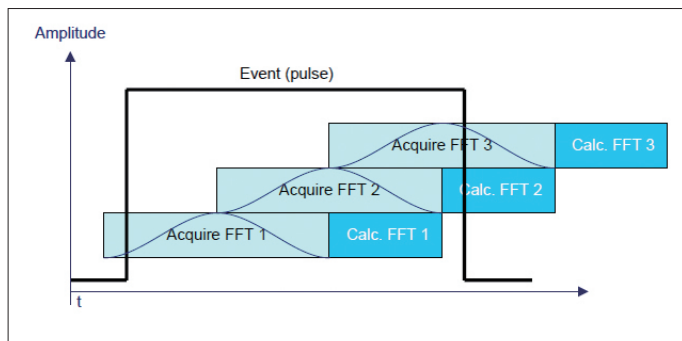 Amplitude
Event (pulse)
Acquire FFT 3
Calc. FFT 3
Acquire FFT 2
Calc. FFT 2
Acquire FFT 1
Calc. FFT 1
t